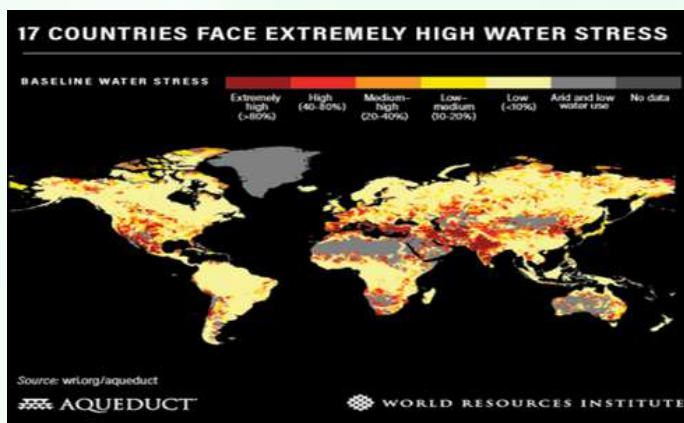 17 COUNTRIES FACE EXTREMELY HIGH WATER STRESS
BASELINE WATER STRESS
Extremely high (>80%)
High (40-80%)
Medium–high (20-40%)
Low–medium (10-20%)
Low (<10%)
Arid and low water use
No data
Source: wri.org/aqueduct
AQUEDUCT
WORLD RESOURCES INSTITUTE